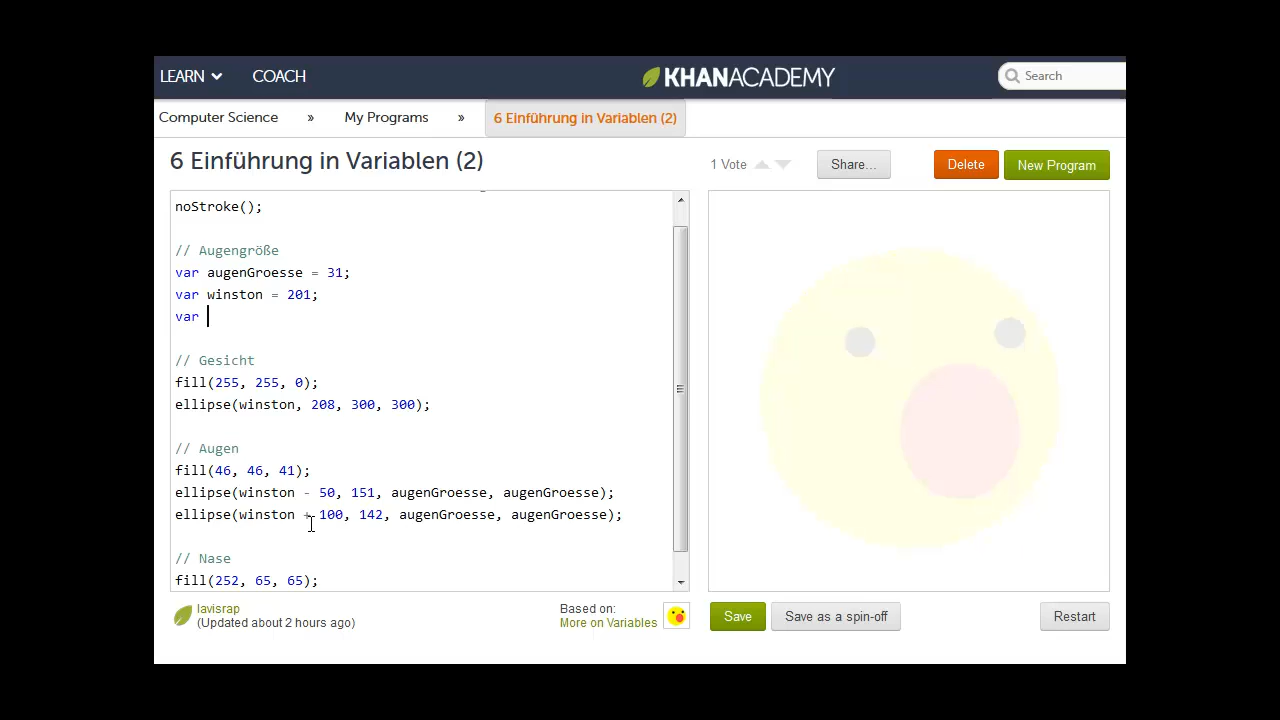 LEARN COACH KHANACADEMY Search
Computer Science » My Programs » 6 Einführung in Variablen (2)
6 Einführung in Variablen (2) 1 Vote Share... Delete New Program
noStroke();
// Augengröße
var augenGroesse = 31;
var winston = 201;
var
// Gesicht
fill(255, 255, 0);
ellipse(winston, 208, 300, 300);
// Augen
fill(46, 46, 41);
ellipse(winston - 50, 151, augenGroesse, augenGroesse);
ellipse(winston + 100, 142, augenGroesse, augenGroesse);
// Nase
fill(252, 65, 65);
lavisrap
(Updated about 2 hours ago)
Based on:
More on Variables
Save Save as a spin-off Restart